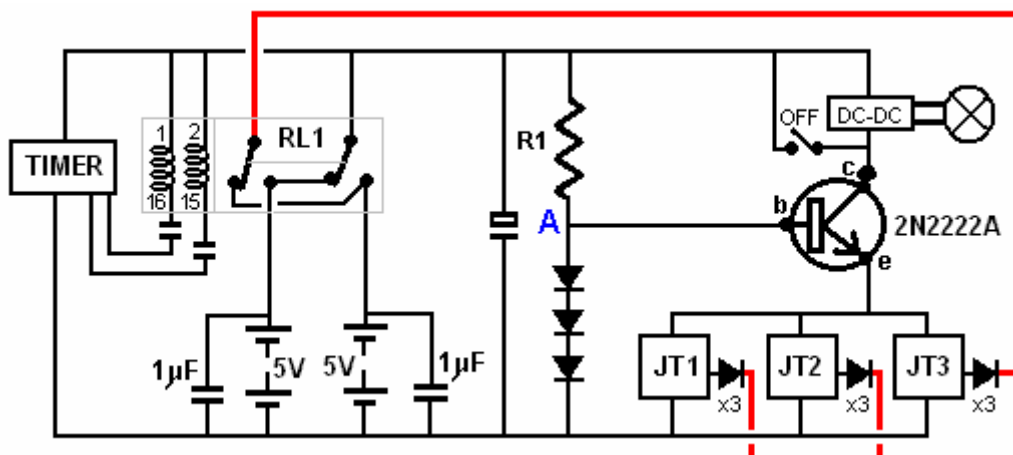 OFF
DC-DC
1
2
RL1
R1
TIMER
16
15
c
b
A
2N2222A
e
1µF
5V
5V
1µF
JT1
JT2
JT3
x3
x3
x3